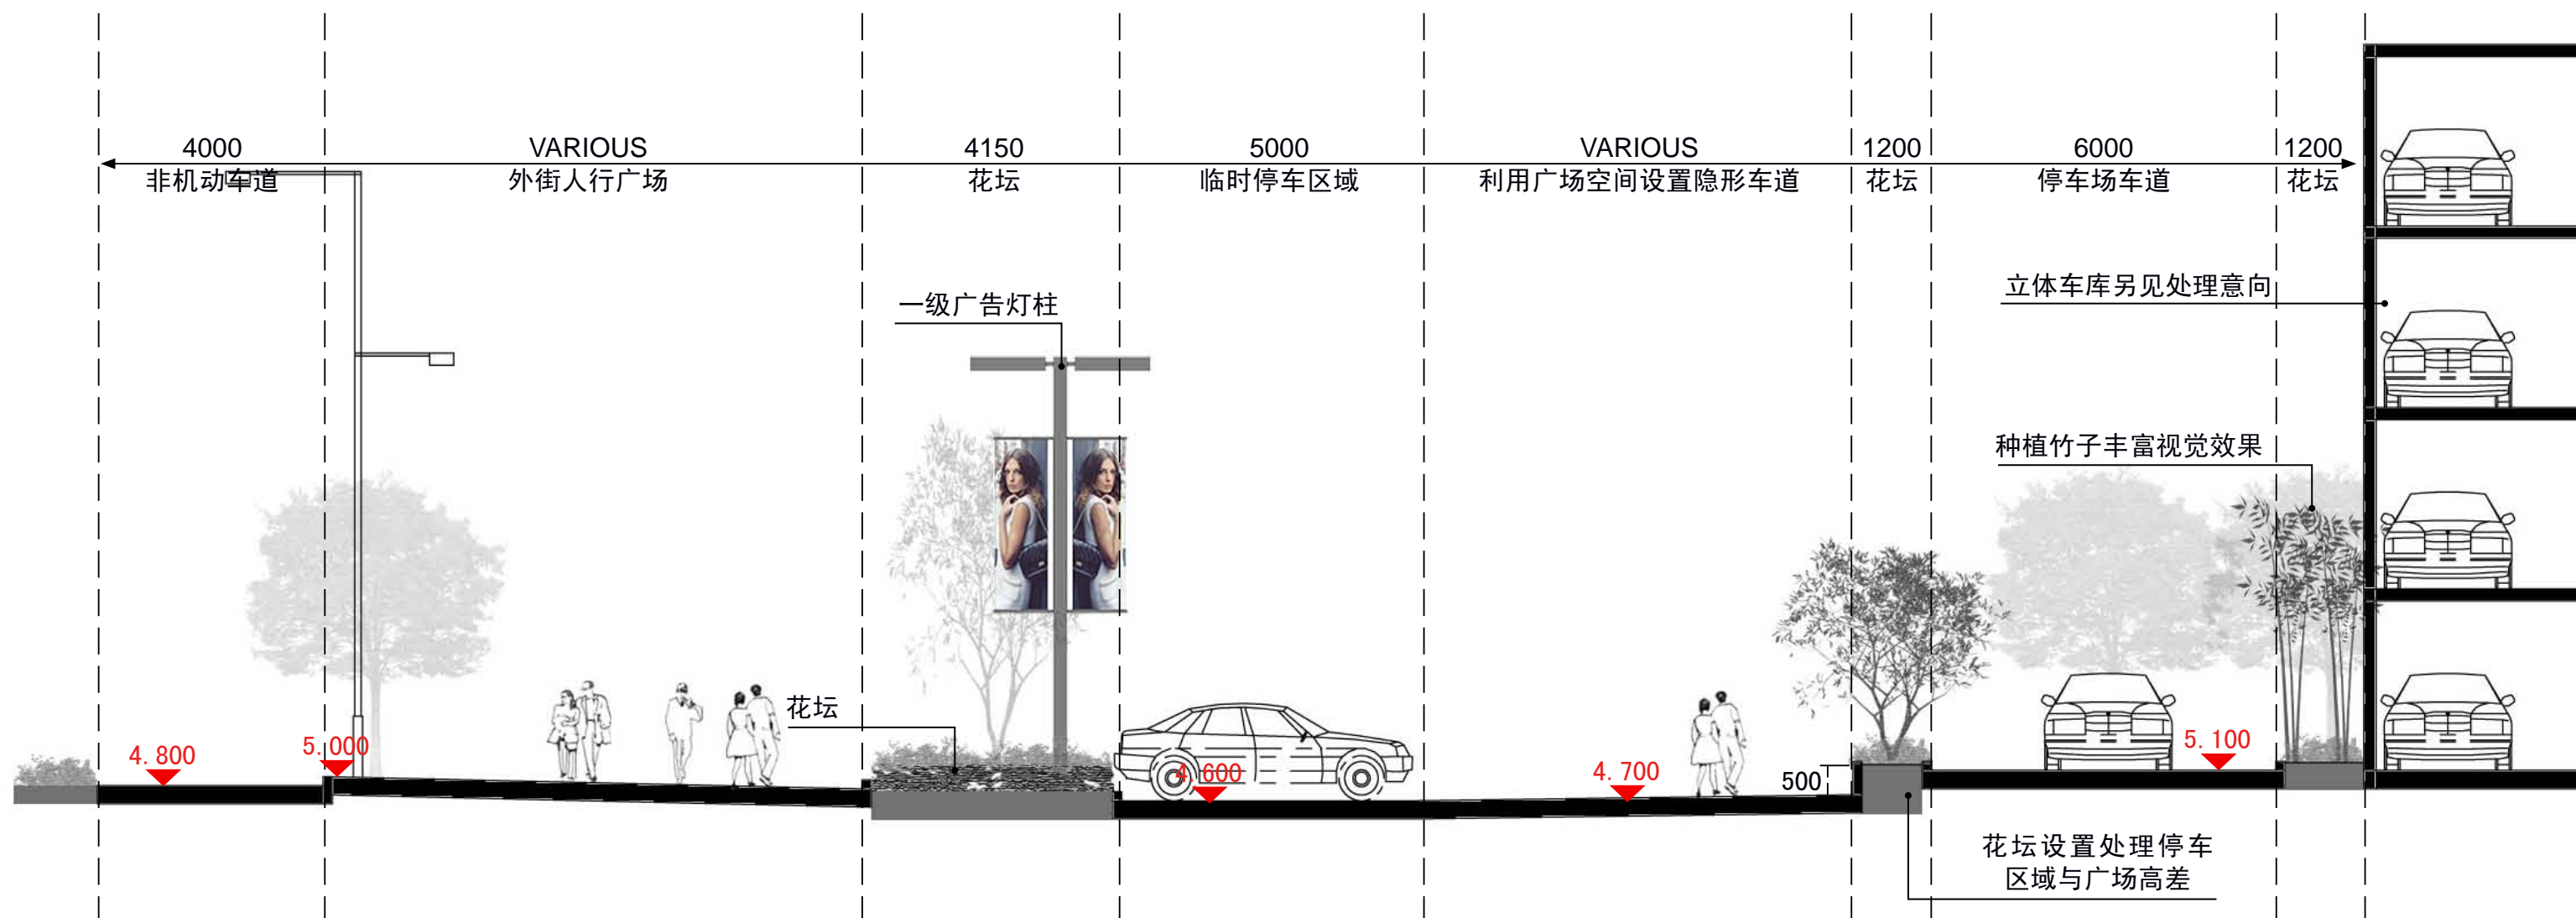 4000
VARIOUS
4150
5000
VARIOUS
1200
6000
1200
非机动车道
外街人行广场
花坛
临时停车区域
利用广场空间设置隐形车道
花坛
停车场车道
花坛
立体车库另见处理意向
一级广告灯柱
种植竹子丰富视觉效果
花坛
4.800
5.000
4.600
4.700
500
5.100
花坛设置处理停车
区域与广场高差